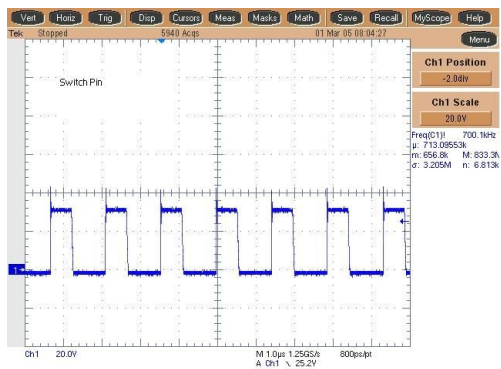 Vert Horiz Trig Disp Cursors Meas Masks Math Save Recall MyScope Help
Tek Stopped 5940 Acqs 01 Mar 05 08:04:27
Menu
Switch Pin
Ch1 Position
-2.0div
Ch1 Scale
20.0V
Freq(C1)! 700.1kHz
µ: 713.09553k
m: 656.8k M: 833.3k
σ: 3.205M n: 6.813k
1
Ch1 20.0V
M 1.0µs 1.25GS/s 800ps/pt
A Ch1 \ 25.2V